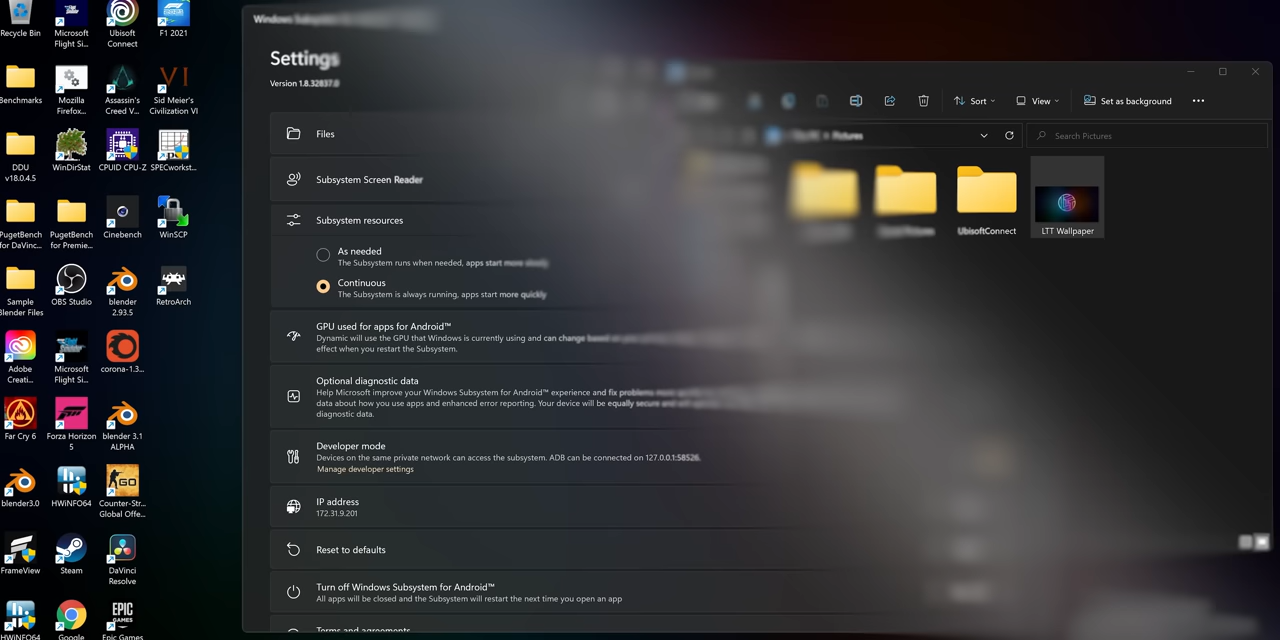 Recycle Bin
Microsoft
Flight Si...
Ubisoft
Connect
F1 2021
Benchmarks
Mozilla
Firefox...
Assassin's
Creed V...
Sid Meier's
Civilization VI
DDU
v18.0.4.5
WinDirStat
CPUID CPU-Z
SPECworkst...
PugetBench
for DaVinc...
PugetBench
for Premie...
Cinebench
WinSCP
Sample
Blender Files
OBS Studio
blender
2.93.5
RetroArch
Adobe
Creati...
Microsoft
Flight Si...
corona-1.3...
Far Cry 6
Forza Horizon
5
blender 3.1
ALPHA
blender3.0
HWiNFO64
Counter-Str...
Global Offe...
FrameView
Steam
DaVinci
Resolve
HWiNFO64
Google
EPIC
GAMES
Epic Games
Windows
Settings
Version 1.8.32837.0
Files
Subsystem Screen Reader
Subsystem resources
As needed
The Subsystem runs when needed, apps start more slowly
Continuous
The Subsystem is always running, apps start more quickly
GPU used for apps for Android™
Dynamic will use the GPU that Windows is currently using and can change based on
effect when you restart the Subsystem.
Optional diagnostic data
Help Microsoft improve your Windows Subsystem for Android™ experience and fix problems more
data about how you use apps and enhanced error reporting. Your device will be equally secure and
diagnostic data.
Developer mode
Devices on the same private network can access the subsystem. ADB can be connected on 127.0.0.1:58526.
Manage developer settings
IP address
172.31.9.201
Reset to defaults
Turn off Windows Subsystem for Android™
All apps will be closed and the Subsystem will restart the next time you open an app
Terms and agreements
Sort
View
Set as background
Pictures
Search Pictures
UbisoftConnect
LTT Wallpaper